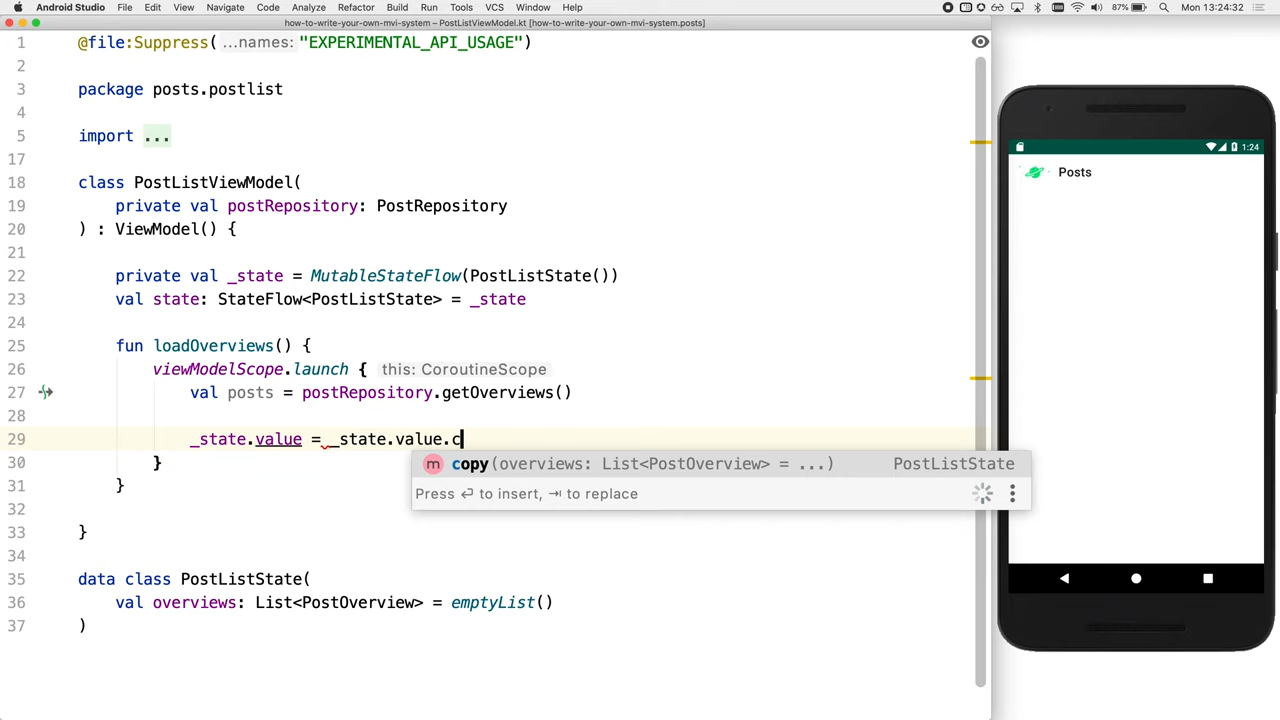 Android Studio File Edit View Navigate Code Analyze Refactor Build Run Tools VCS Window Help 87% Mon 13:24:32
how-to-write-your-own-mvi-system – PostListViewModel.kt [how-to-write-your-own-mvi-system.posts]
1 @file:Suppress( ...names: "EXPERIMENTAL_API_USAGE")
2
3 package posts.postlist
4
5 import ...
17
18 class PostListViewModel(
19 private val postRepository: PostRepository
20 ) : ViewModel() {
21
22 private val _state = MutableStateFlow(PostListState())
23 val state: StateFlow<PostListState> = _state
24
25 fun loadOverviews() {
26 viewModelScope.launch { this: CoroutineScope
27 val posts = postRepository.getOverviews()
28
29 _state.value = _state.value.c
30 }
31 }
32
33 }
34
35 data class PostListState(
36 val overviews: List<PostOverview> = emptyList()
37 )
m copy(overviews: List<PostOverview> = ...) PostListState
Press ↩ to insert, ⇥ to replace
1:24
Posts